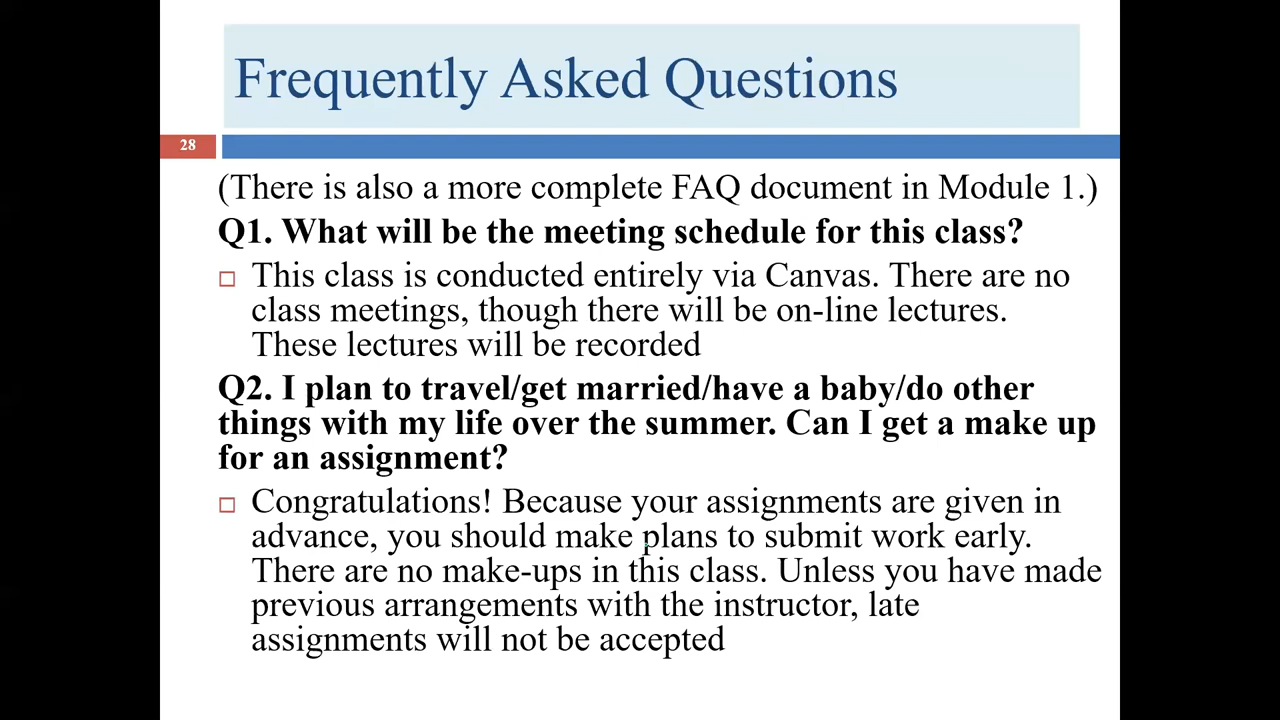 Frequently Asked Questions
28
(There is also a more complete FAQ document in Module 1.)
Q1. What will be the meeting schedule for this class?
This class is conducted entirely via Canvas. There are no
class meetings, though there will be on-line lectures.
These lectures will be recorded
Q2. I plan to travel/get married/have a baby/do other
things with my life over the summer. Can I get a make up
for an assignment?
Congratulations! Because your assignments are given in
advance, you should make plans to submit work early.
There are no make-ups in this class. Unless you have made
previous arrangements with the instructor, late
assignments will not be accepted